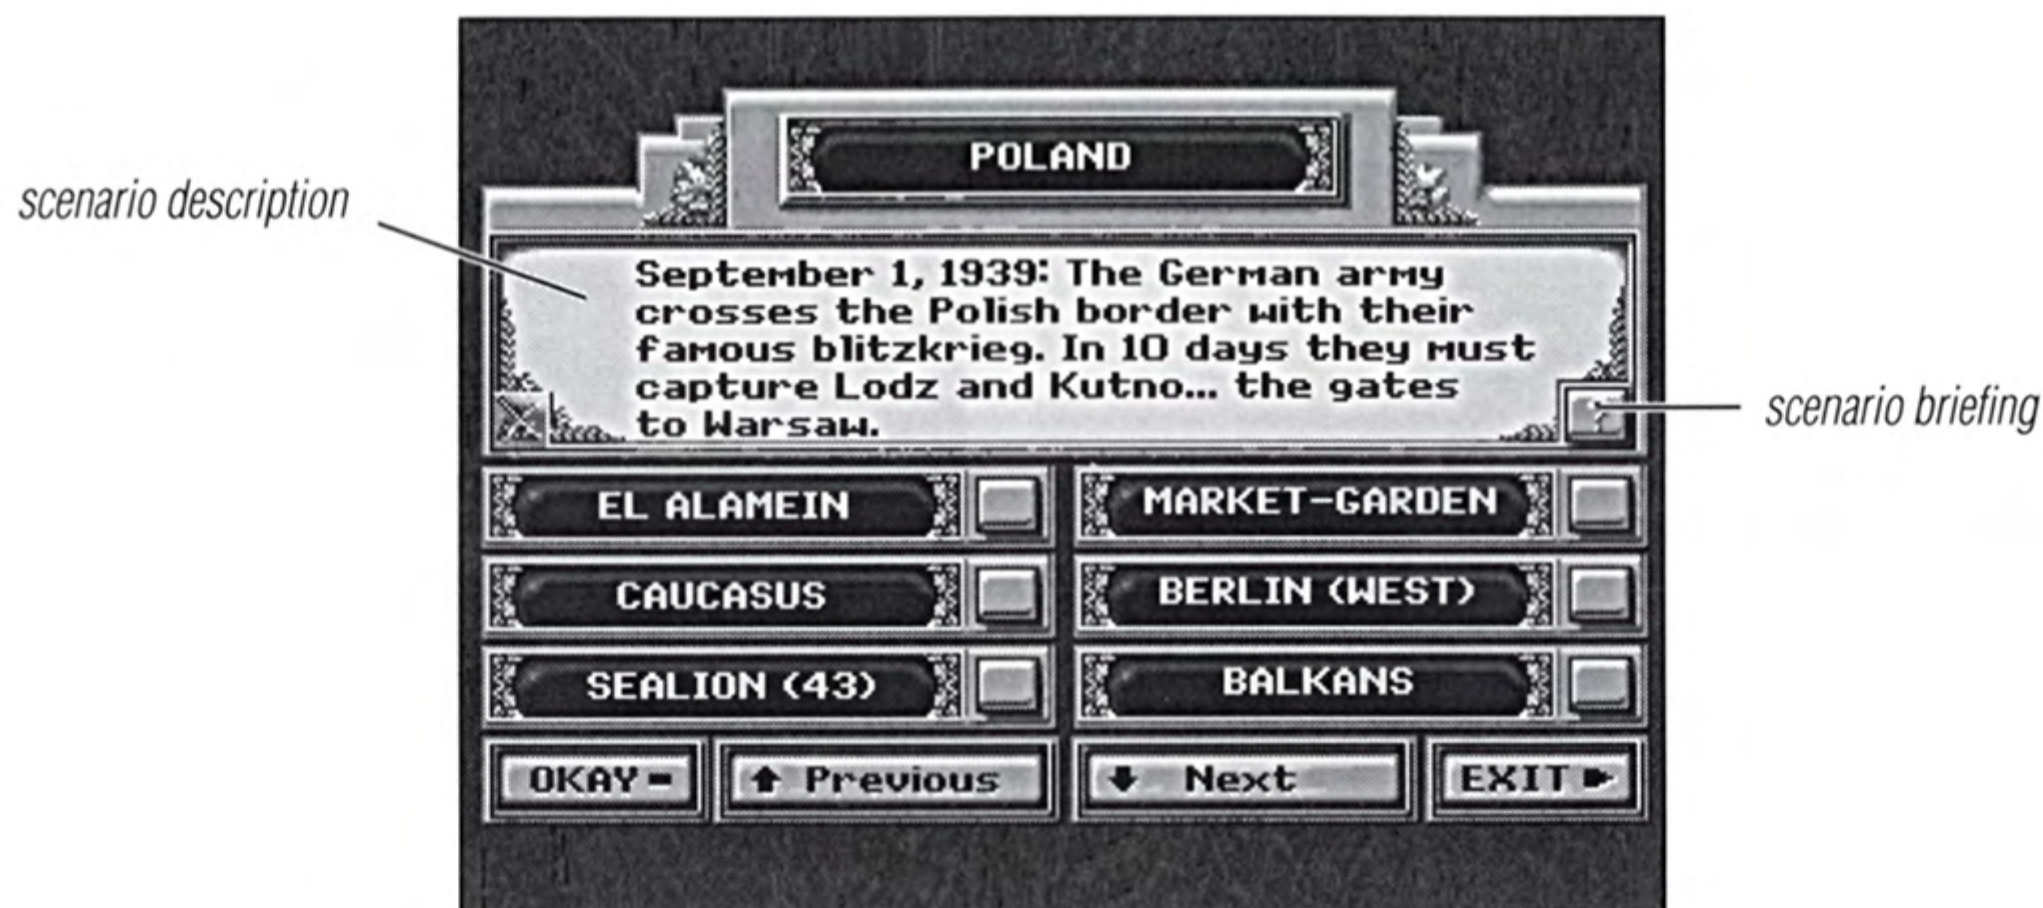 POLAND
scenario description
September 1, 1939: The German army
crosses the Polish border with their
famous blitzkrieg. In 10 days they must
capture Lodz and Kutno... the gates
to Warsaw.
?
scenario briefing
EL ALAMEIN
MARKET-GARDEN
CAUCASUS
BERLIN (WEST)
SEALION (43)
BALKANS
OKAY
Previous
Next
EXIT